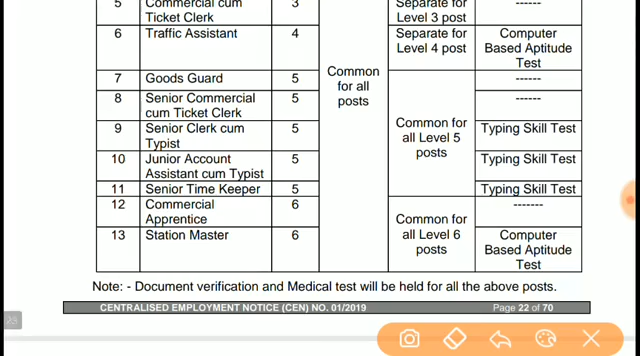 5 Commercial cum Ticket Clerk 3 Separate for Level 3 post ------
6 Traffic Assistant 4 Separate for Level 4 post Computer Based Aptitude Test
Common for all posts
7 Goods Guard 5 ------
8 Senior Commercial cum Ticket Clerk 5 ------
Common for all Level 5 posts
9 Senior Clerk cum Typist 5 Typing Skill Test
10 Junior Account Assistant cum Typist 5 Typing Skill Test
11 Senior Time Keeper 5 Typing Skill Test
12 Commercial Apprentice 6 -------
Common for all Level 6 posts
13 Station Master 6 Computer Based Aptitude Test
Note: - Document verification and Medical test will be held for all the above posts.
CENTRALISED EMPLOYMENT NOTICE (CEN) NO. 01/2019 Page 22 of 70